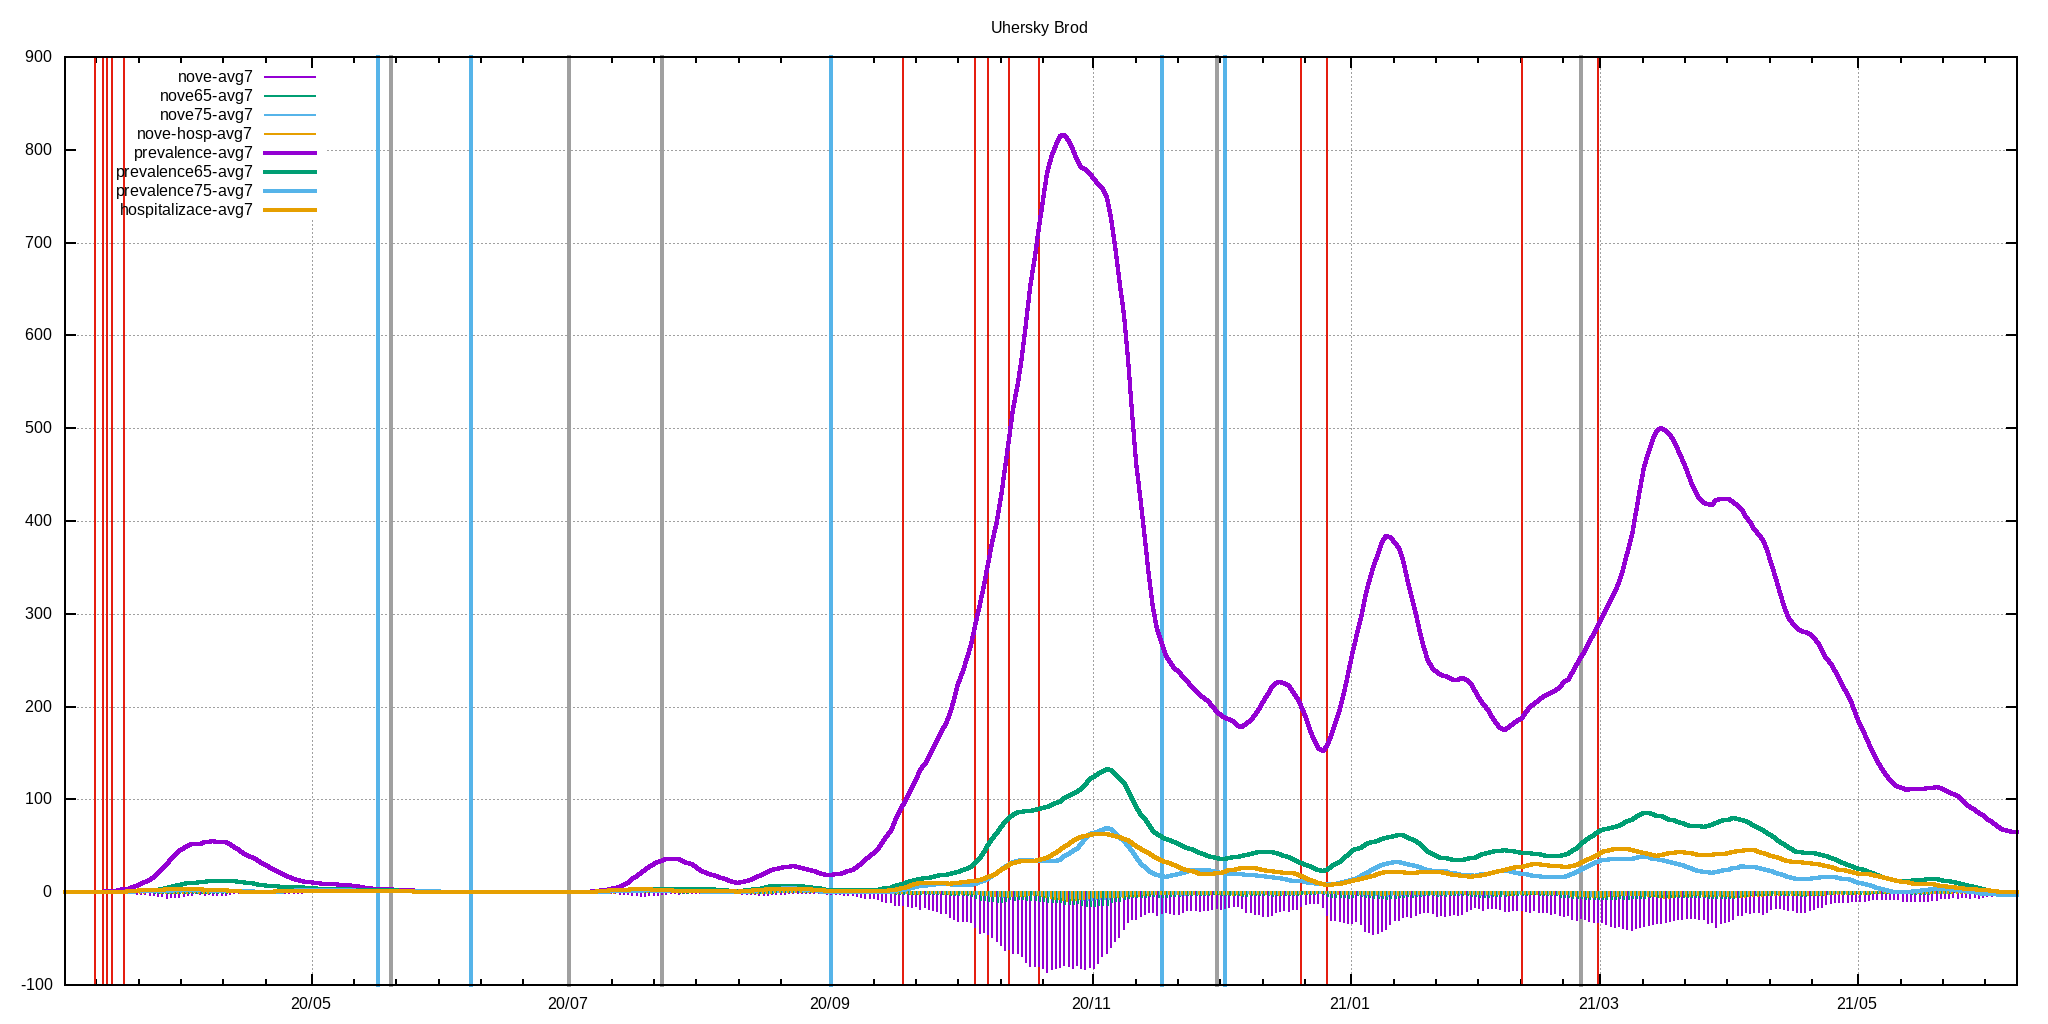 Uhersky Brod
900
800
700
600
500
400
300
200
100
0
-100
nove-avg7
nove65-avg7
nove75-avg7
nove-hosp-avg7
prevalence-avg7
prevalence65-avg7
prevalence75-avg7
hospitalizace-avg7
20/05 20/07 20/09 20/11 21/01 21/03 21/05